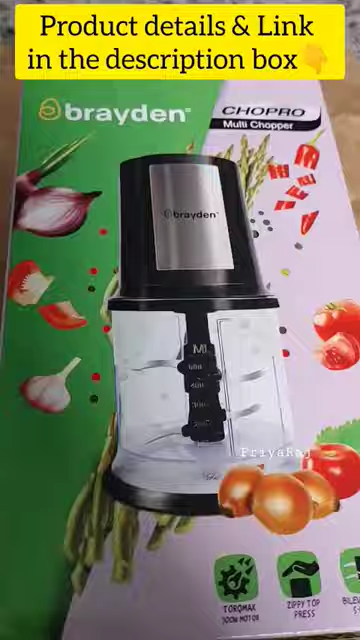 Product details & Link
in the description box👇
brayden
CHOPRO
Multi Chopper
brayden
Ml
PriyaRaj
TORQMAX
300W MOTOR
ZIPPY TOP
PRESS